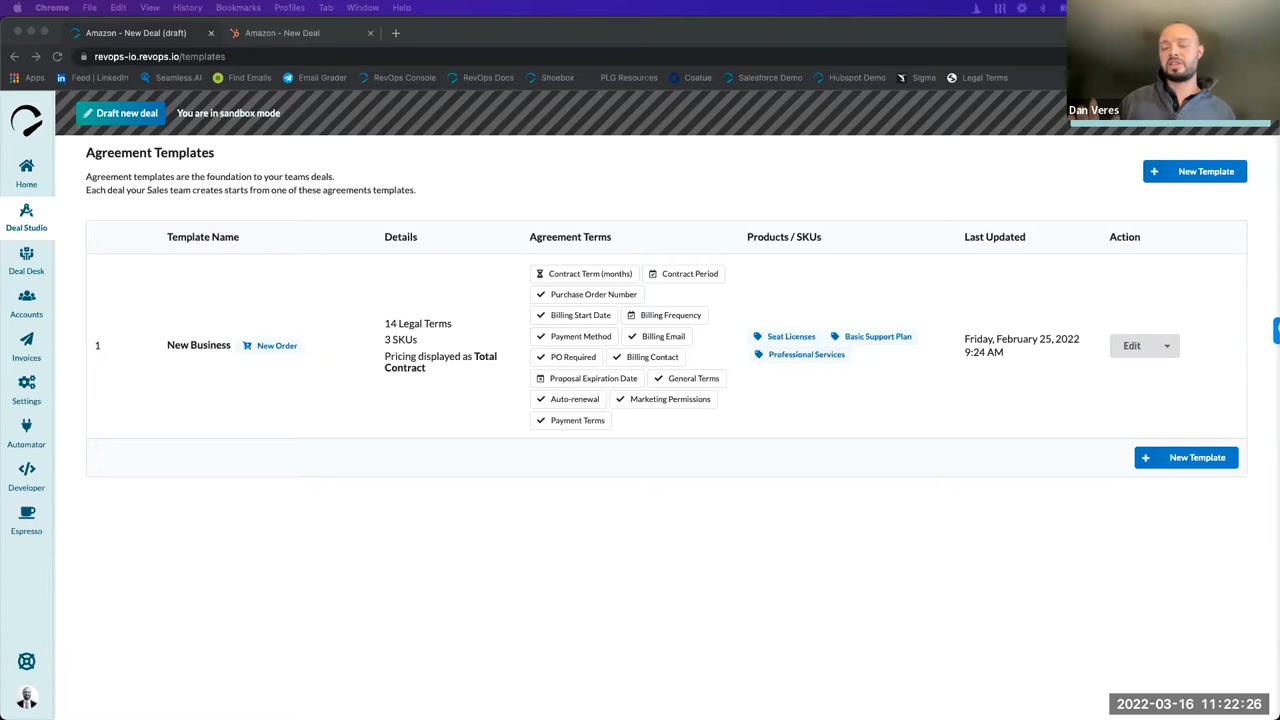 Chrome File Edit View History Bookmarks Profiles Tab Window Help
Amazon - New Deal (draft)
Amazon - New Deal
revops-io.revops.io/templates
Apps Feed | LinkedIn Seamless.AI Find Emails Email Grader RevOps Console RevOps Docs Shoebox PLG Resources Coatue Salesforce Demo Hubspot Demo Sigma Legal Terms
Draft new deal You are in sandbox mode
Dan Veres
Home
Deal Studio
Deal Desk
Accounts
Invoices
Settings
Automator
Developer
Espresso
Agreement Templates
Agreement templates are the foundation to your teams deals.
Each deal your Sales team creates starts from one of these agreements templates.
New Template
Template Name Details Agreement Terms Products / SKUs Last Updated Action
1
New Business New Order
14 Legal Terms
3 SKUs
Pricing displayed as Total
Contract
Contract Term (months) Contract Period
Purchase Order Number
Billing Start Date Billing Frequency
Payment Method Billing Email
PO Required Billing Contact
Proposal Expiration Date General Terms
Auto-renewal Marketing Permissions
Payment Terms
Seat Licenses Basic Support Plan
Professional Services
Friday, February 25, 2022
9:24 AM
Edit
New Template
2022-03-16 11:22:26